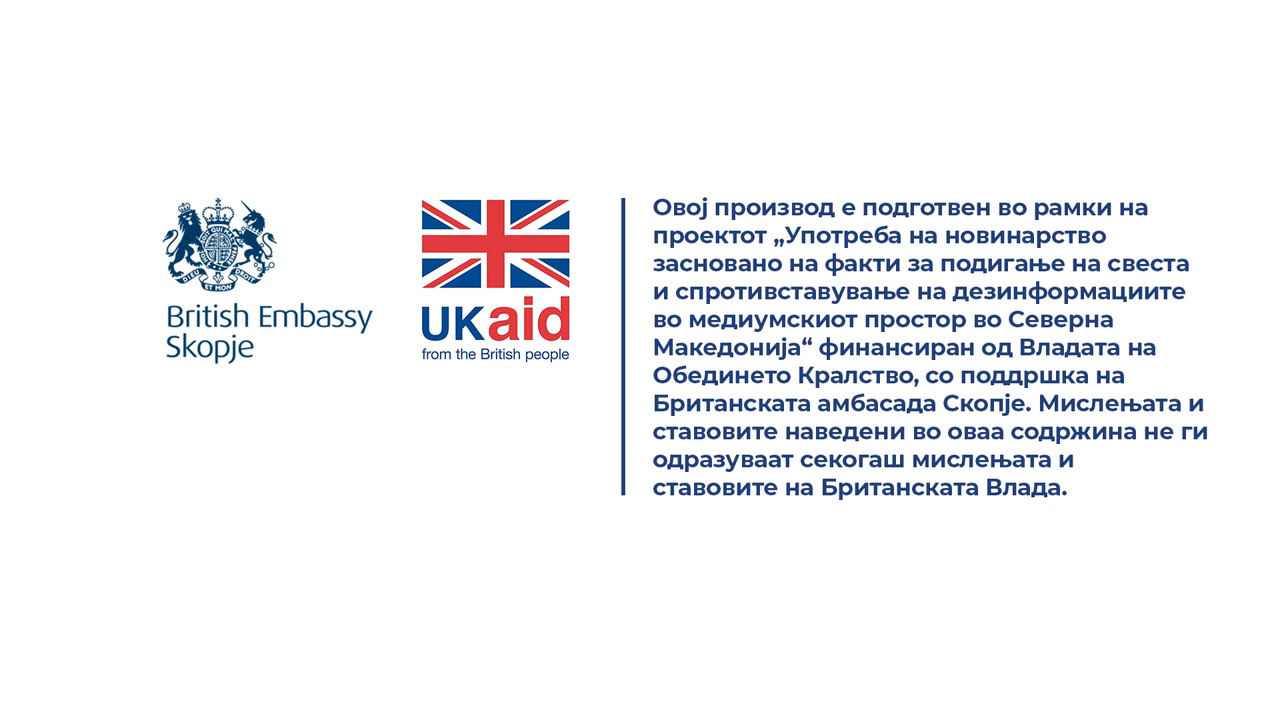 British Embassy
Skopje
UKaid
from the British people
Овој производ е подготвен во рамки на
проектот „Употреба на новинарство
засновано на факти за подигање на свеста
и спротивставување на дезинформациите
во медиумскиот простор во Северна
Македонија“ финансиран од Владата на
Обединето Кралство, со поддршка на
Британската амбасада Скопје. Мислењата и
ставовите наведени во оваа содржина не ги
одразуваат секогаш мислењата и
ставовите на Британската Влада.